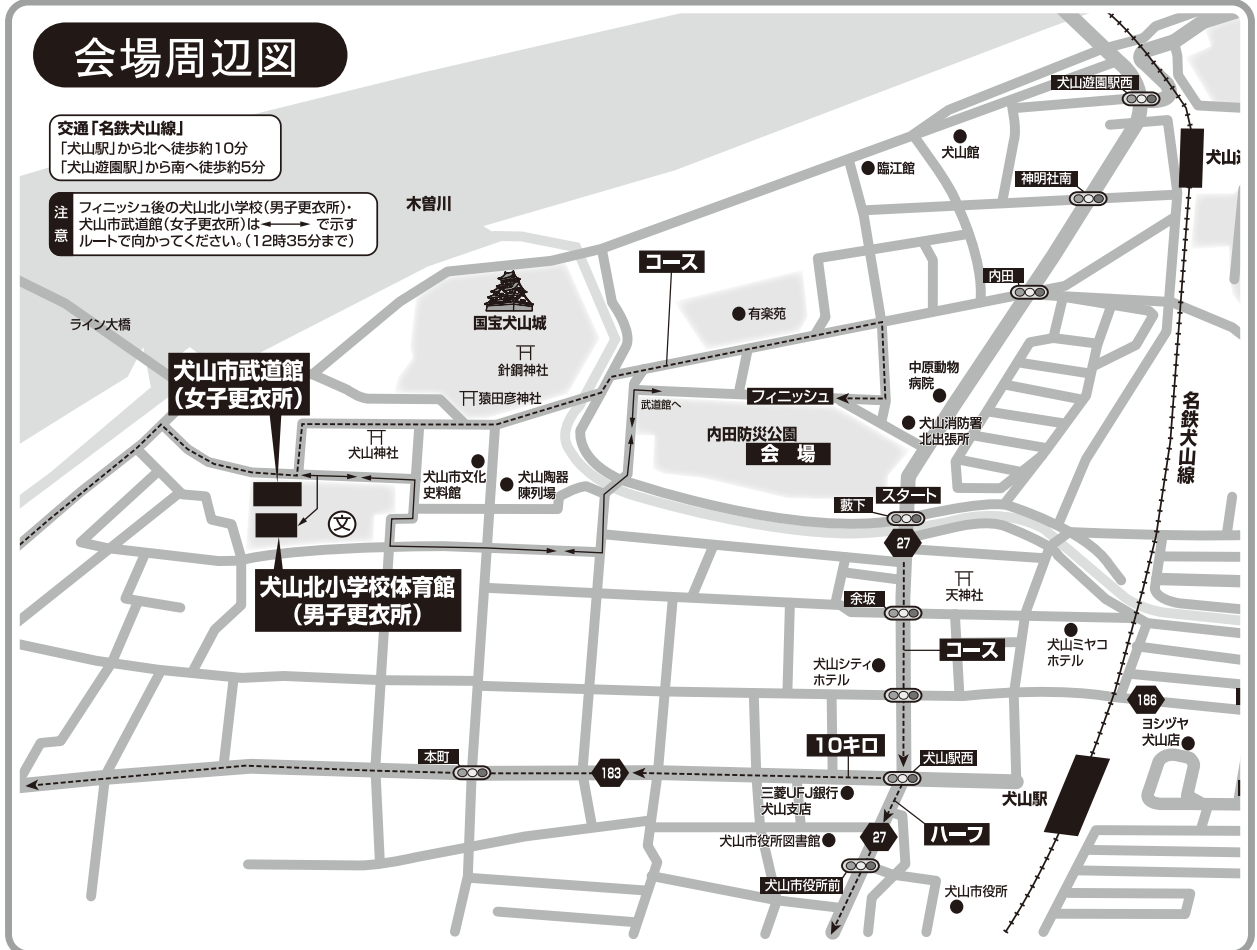 会場周辺図
交通「名鉄犬山線」
「犬山駅」から北へ徒歩約10分
「犬山遊園駅」から南へ徒歩約5分
注意
フィニッシュ後の犬山北小学校(男子更衣所)・
犬山市武道館(女子更衣所)は で示す
ルートで向かってください。(12時35分まで)
木曽川
犬山遊園駅西
犬山館
臨江館
犬山
神明社南
コース
内田
国宝犬山城
有楽苑
ライン大橋
針鋼神社
犬山市武道館
(女子更衣所)
猿田彦神社
武道館へ
フィニッシュ
中原動物
病院
名鉄犬山線
犬山消防署
北出張所
内田防災公園
会場
犬山神社
犬山市文化
史料館
犬山陶器
陳列場
文
スタート
藪下
27
犬山北小学校体育館
(男子更衣所)
天神社
余坂
コース
犬山ミヤコ
ホテル
犬山シティ
ホテル
186
ヨシヅヤ
犬山店
10キロ
犬山駅西
本町
183
三菱UFJ銀行
犬山支店
犬山駅
ハーフ
27
犬山市役所図書館
犬山市役所前
犬山市役所